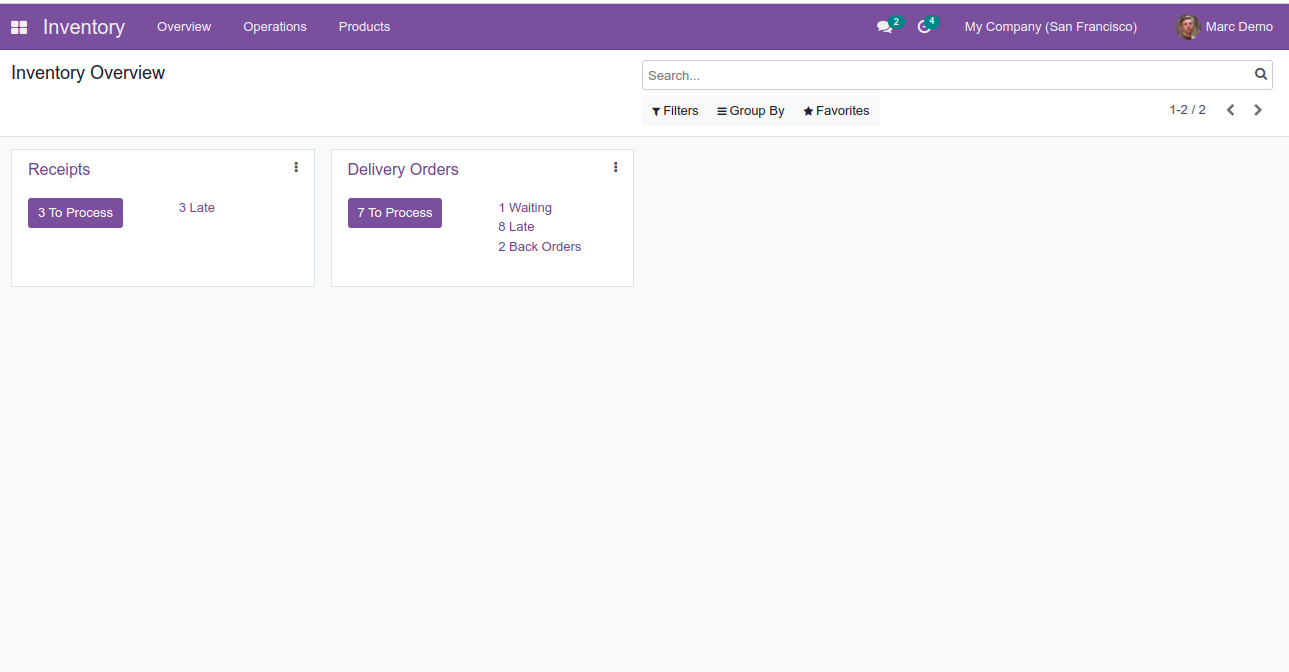 Inventory Overview Operations Products 2 4 My Company (San Francisco) Marc Demo
Inventory Overview
Search...
Filters Group By Favorites 1-2 / 2
Receipts
3 To Process 3 Late
Delivery Orders
7 To Process 1 Waiting
8 Late
2 Back Orders